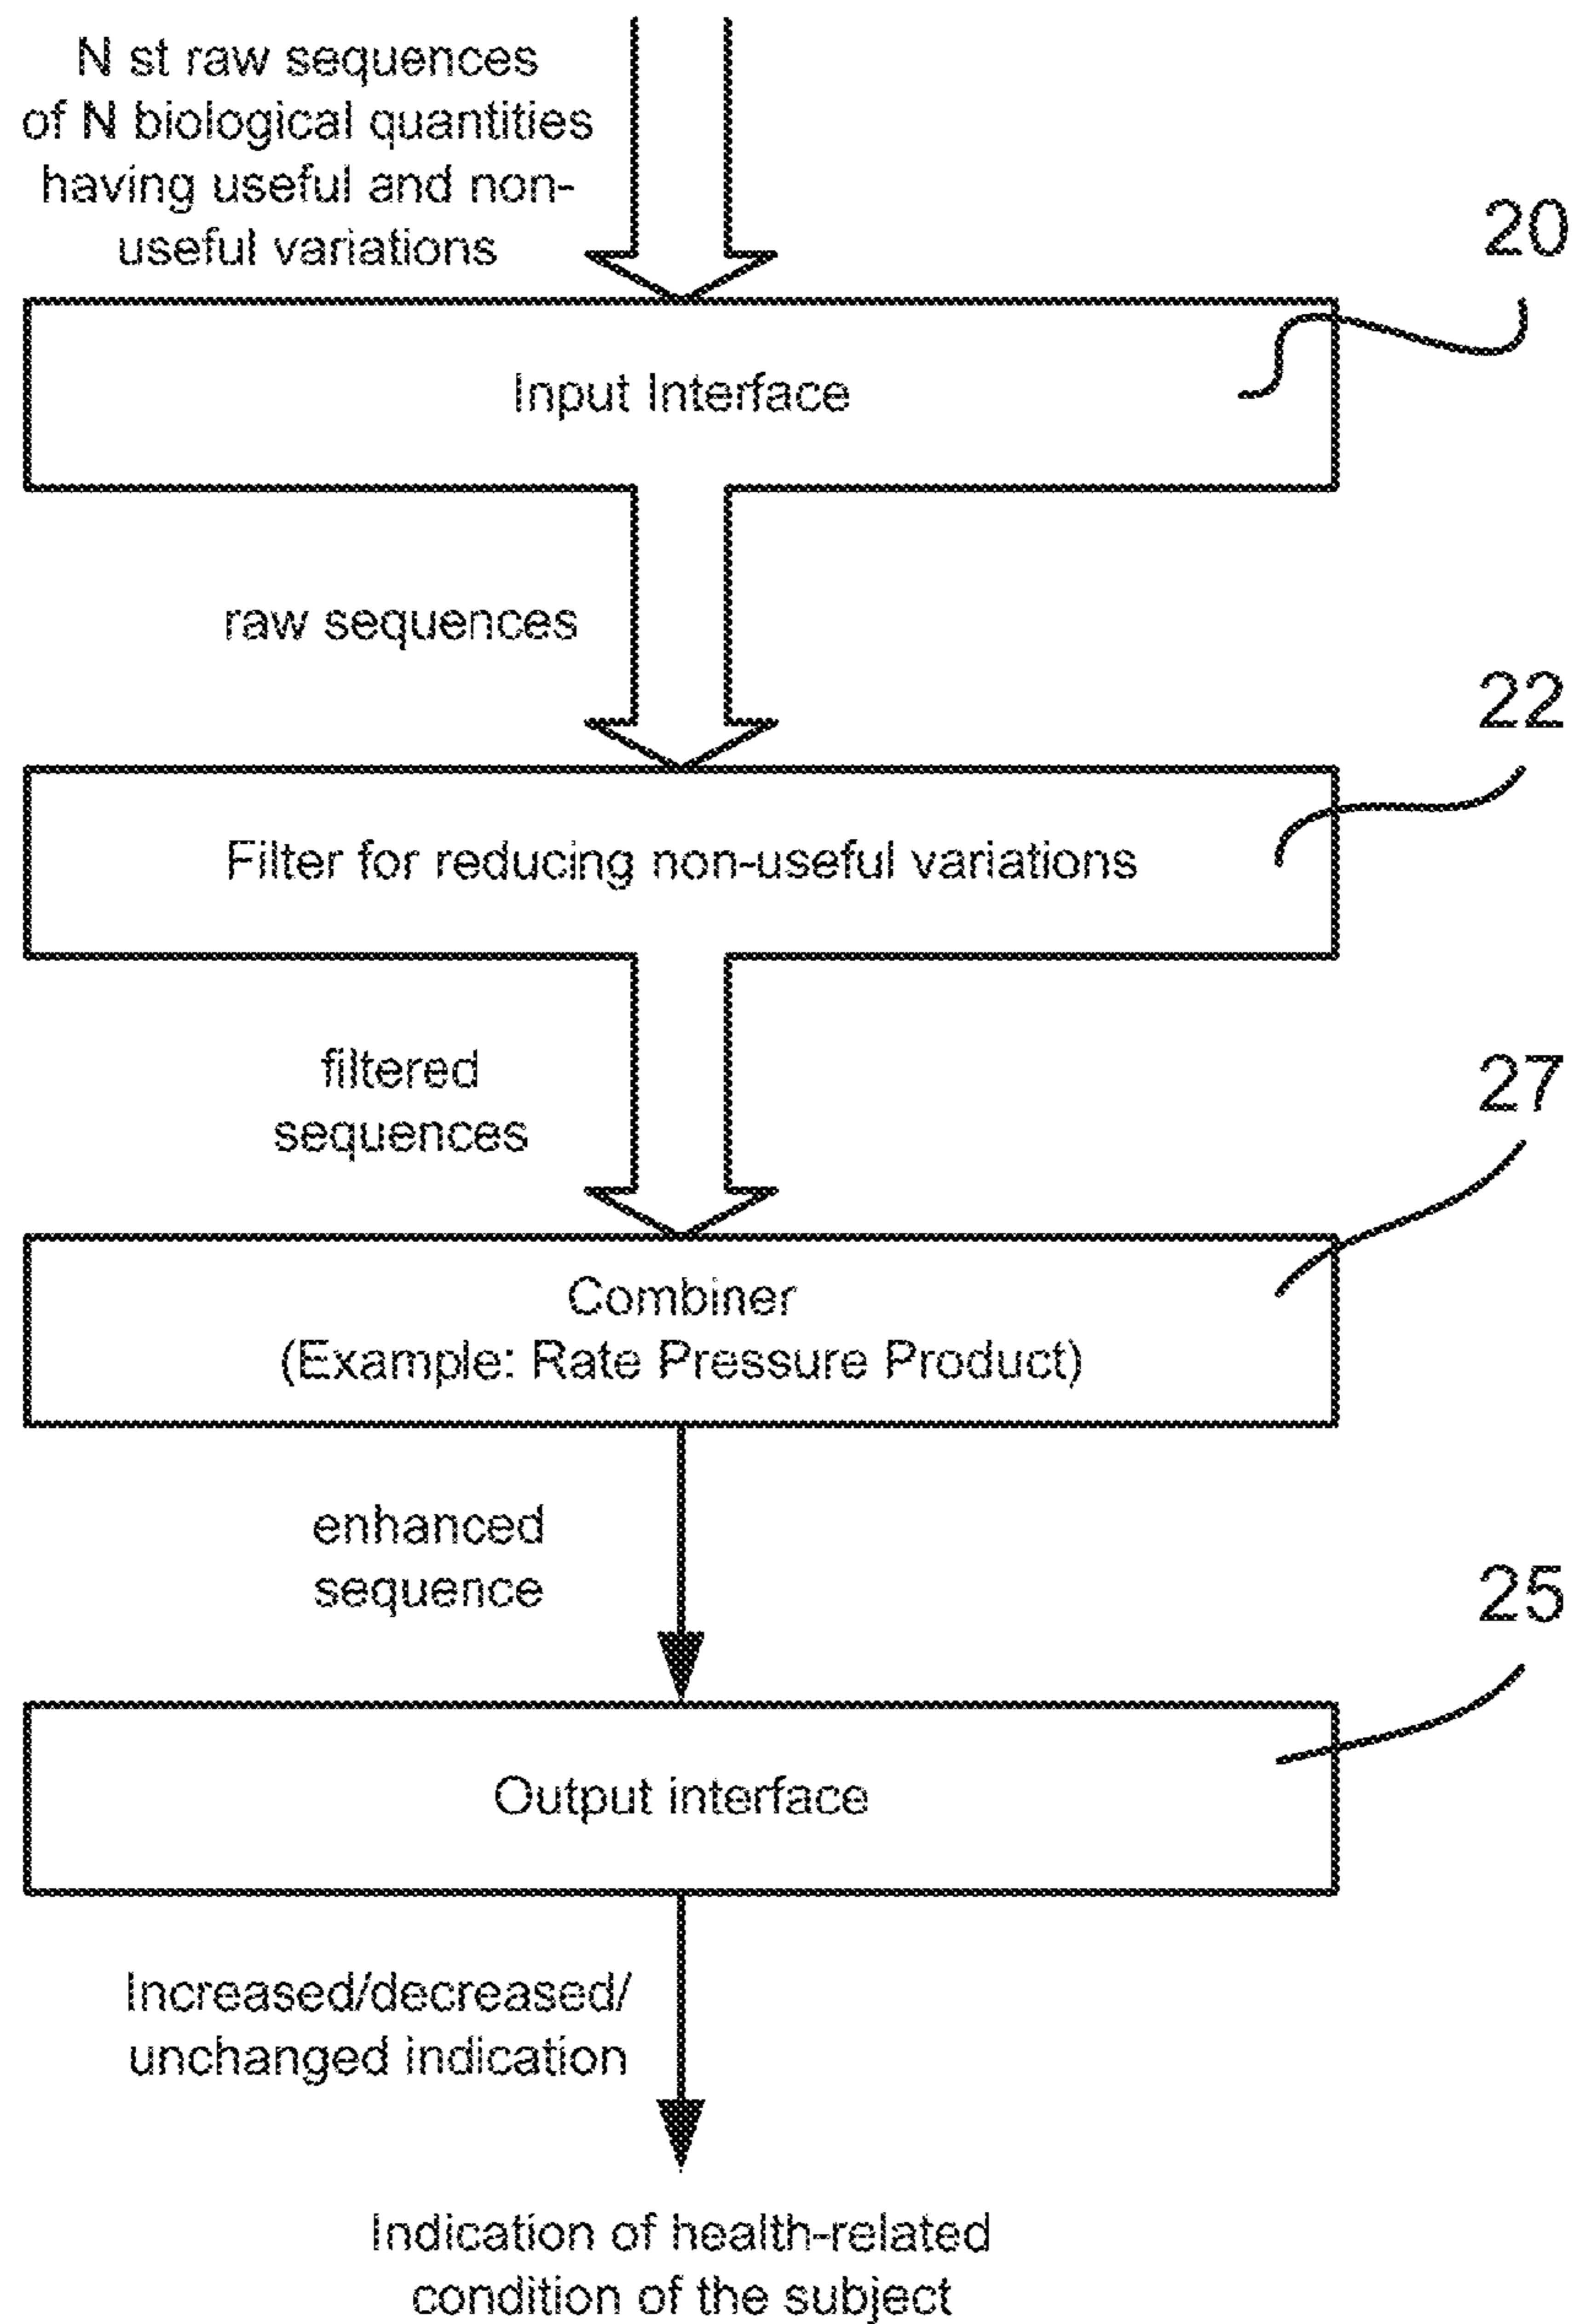 N st raw sequences
of N biological quantities
having useful and non-
useful variations
20
Input Interface
raw sequences
22
Filter for reducing non-useful variations
filtered
sequences
27
Combiner
(Example: Rate Pressure Product)
enhanced
sequence
25
Output interface
Increased/decreased/
unchanged indication
Indication of health-related
condition of the subject